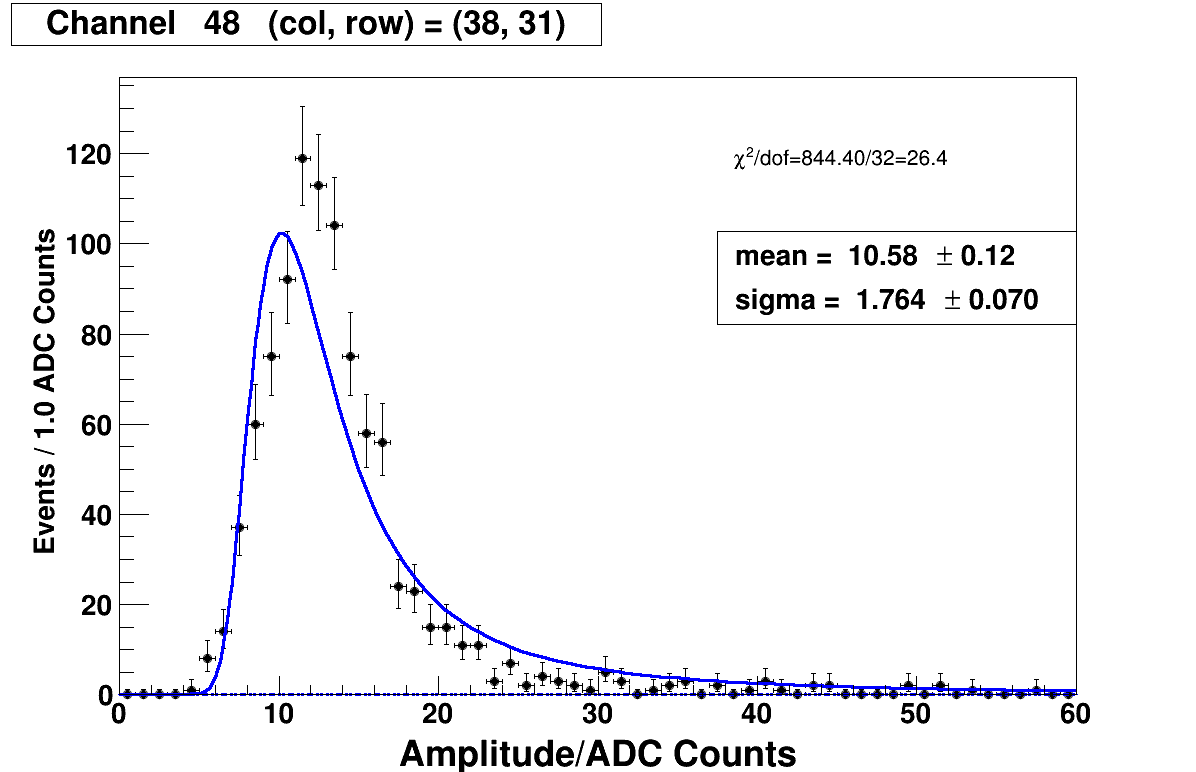 Channel 48 (col, row) = (38, 31)
χ²/dof=844.40/32=26.4
mean = 10.58 ± 0.12
sigma = 1.764 ± 0.070
Events / 1.0 ADC Counts
120
100
80
60
40
20
0
0 10 20 30 40 50 60
Amplitude/ADC Counts